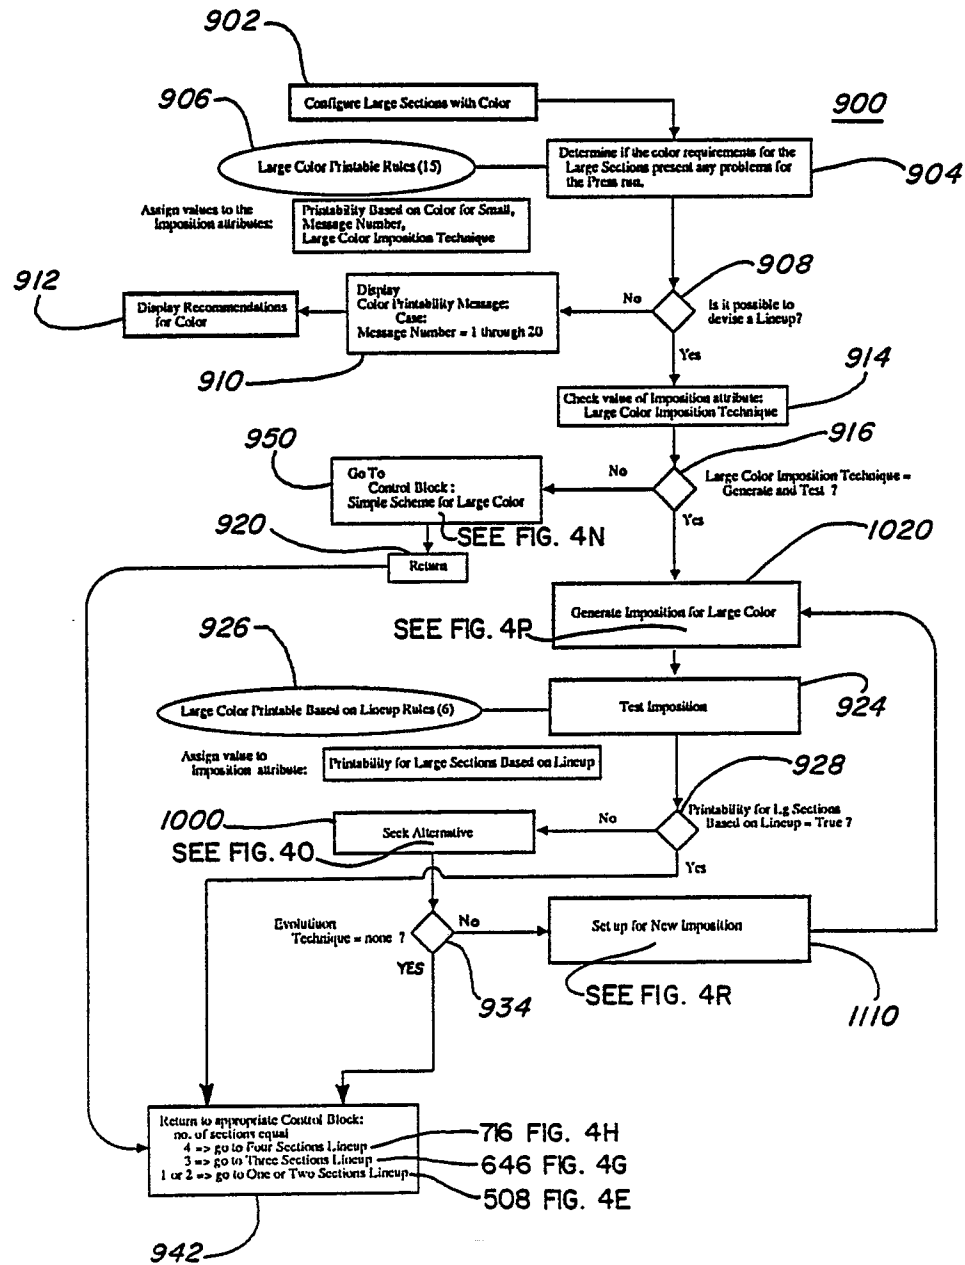 902
Configure Large Sections with Color
900
906
Large Color Printable Rules (15)
Determine if the color requirements for the
Large Sections present any problems for
the Press run.
904
Assign values to the
Imposition attributes:
Printability Based on Color for Small,
Message Number,
Large Color Imposition Technique
908
Is it possible to
devise a Lineup?
No
Yes
912
Display Recommendations
for Color
Display
Color Printability Message:
Case:
Message Number = 1 through 20
910
914
Check value of Imposition attribute:
Large Color Imposition Technique
916
Large Color Imposition Technique =
Generate and Test ?
No
Yes
950
Go To
Control Block :
Simple Scheme for Large Color
SEE FIG. 4N
920
Return
1020
Generate Imposition for Large Color
SEE FIG. 4P
926
Large Color Printable Based on Lineup Rules (6)
Test Imposition
924
Assign value to
Imposition attribute:
Printability for Large Sections Based on Lineup
928
Printability for Lg Sections
Based on Lineup = True ?
No
Yes
1000
Seek Alternative
SEE FIG. 4O
Evolutiuon
Technique = none ?
No
YES
934
Set up for New Imposition
SEE FIG. 4R
1110
Return to appropriate Control Block:
no. of sections equal
4 => go to Four Sections Lineup
716 FIG. 4H
3 => go to Three Sections Lineup
646 FIG. 4G
1 or 2 => go to One or Two Sections Lineup
508 FIG. 4E
942